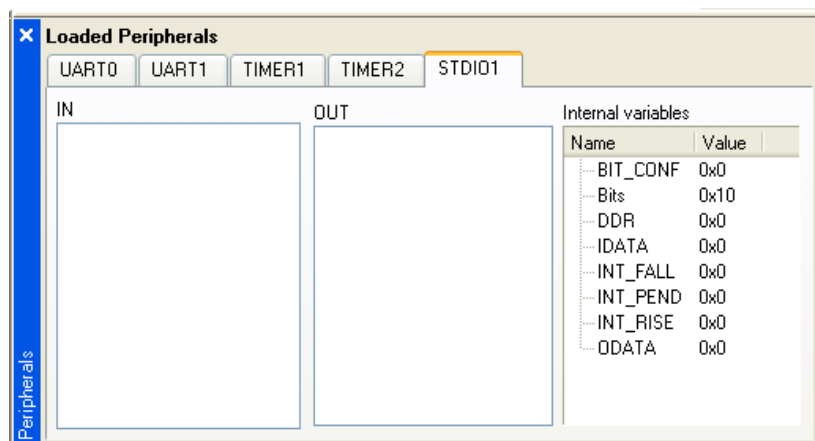 Loaded Peripherals
UART0 UART1 TIMER1 TIMER2 STDIO1
IN OUT Internal variables
Name Value
BIT_CONF 0x0
Bits 0x10
DDR 0x0
IDATA 0x0
INT_FALL 0x0
INT_PEND 0x0
INT_RISE 0x0
ODATA 0x0
Peripherals